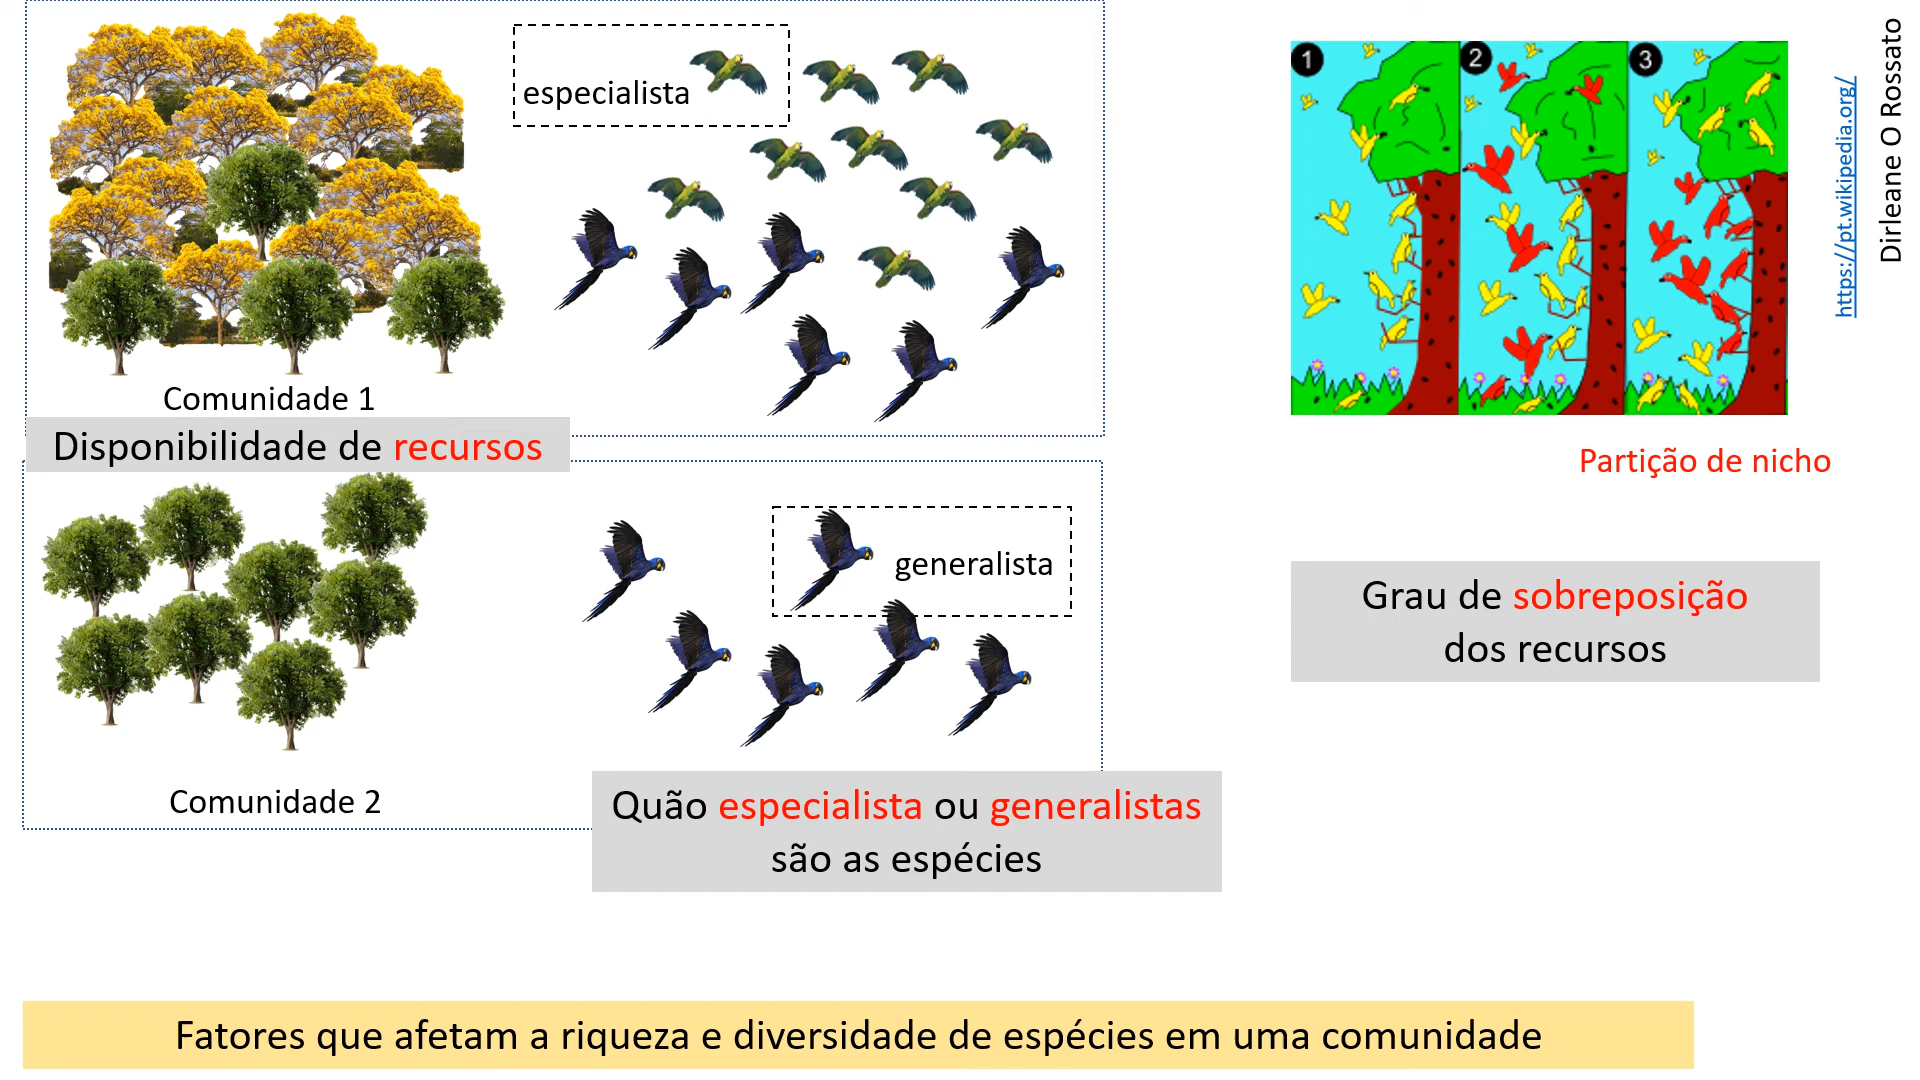 especialista
Comunidade 1
Disponibilidade de recursos
generalista
Comunidade 2
Quão especialista ou generalistas
são as espécies
1
2
3
Partição de nicho
Grau de sobreposição
dos recursos
https://pt.wikipedia.org/
Dirleane O Rossato
Fatores que afetam a riqueza e diversidade de espécies em uma comunidade